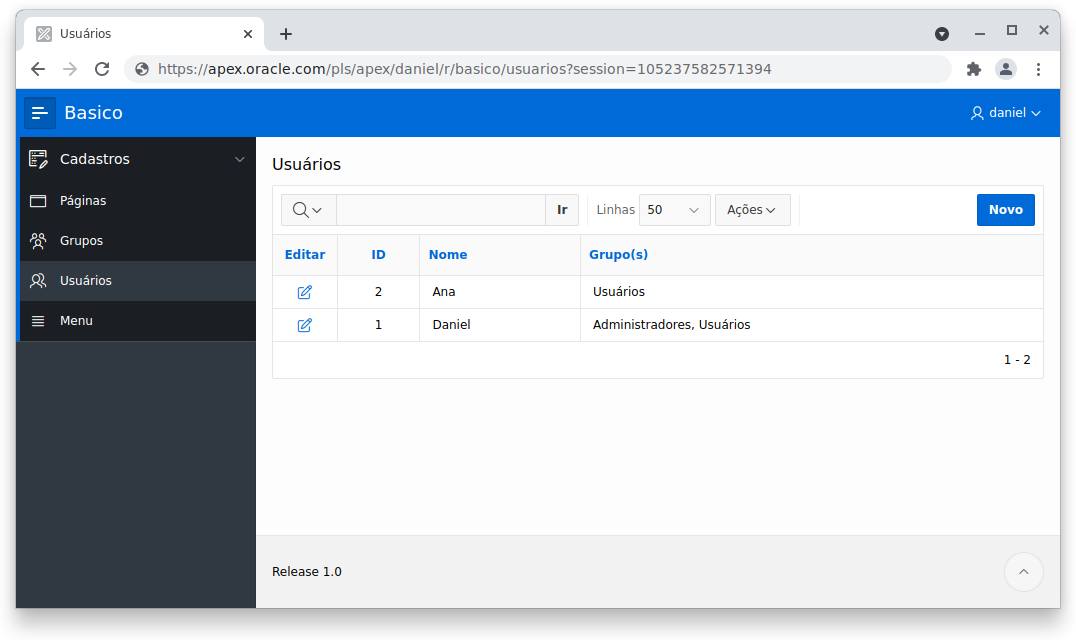 Usuários
https://apex.oracle.com/pls/apex/daniel/r/basico/usuarios?session=105237582571394
Basico
daniel
Cadastros
Páginas
Grupos
Usuários
Menu
Usuários
Ir Linhas 50 Ações Novo
Editar ID Nome Grupo(s)
2 Ana Usuários
1 Daniel Administradores, Usuários
1 - 2
Release 1.0